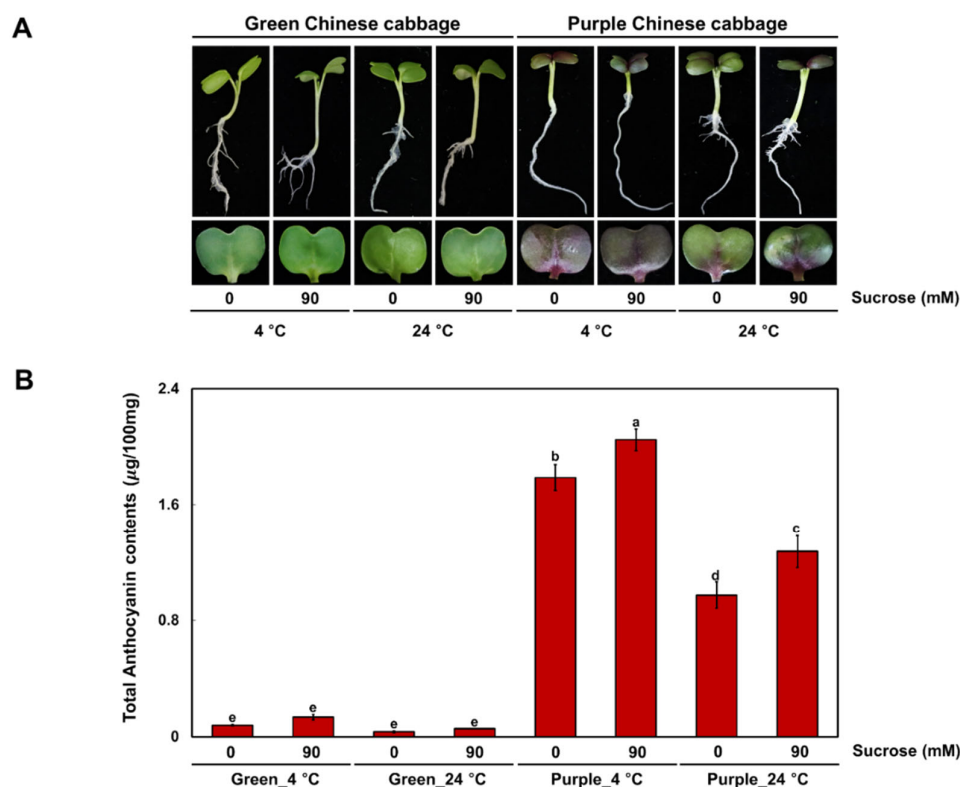 A
Green Chinese cabbage Purple Chinese cabbage
0 90 0 90 0 90 0 90 Sucrose (mM)
4 °C 24 °C 4 °C 24 °C
B
Total Anthocyanin contents (µg/100mg)
2.4
1.6
0.8
0
e e e e b a d c
0 90 0 90 0 90 0 90 Sucrose (mM)
Green_4 °C Green_24 °C Purple_4 °C Purple_24 °C